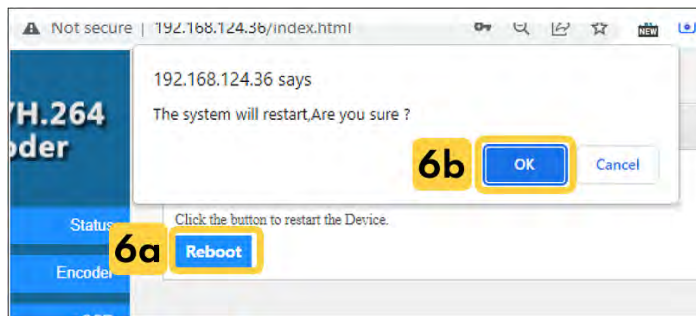 Not secure | 192.168.124.36/index.html
NEW
192.168.124.36 says
The system will restart,Are you sure ?
6b
OK
Cancel
/H.264
oder
Status
Click the button to restart the Device.
6a
Reboot
Encoder